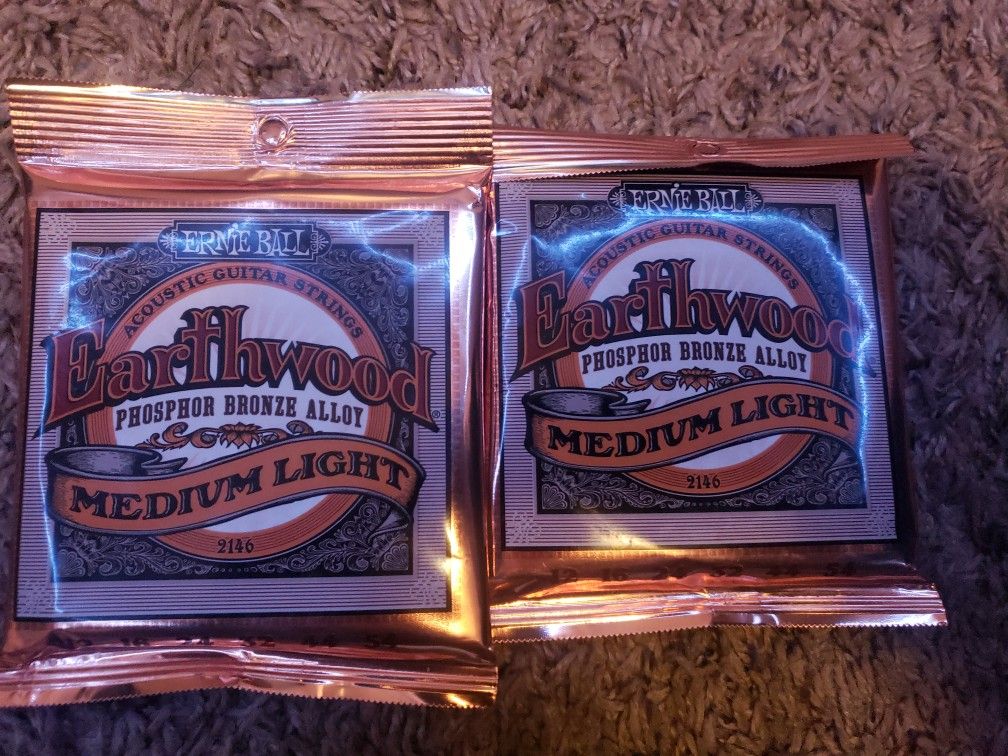 ERNIE BALL
ACOUSTIC GUITAR STRINGS
Earthwood®
PHOSPHOR BRONZE ALLOY
MEDIUM LIGHT
2146
ERNIE BALL
ACOUSTIC GUITAR STRINGS
Earthwood
PHOSPHOR BRONZE ALLOY
MEDIUM LIGHT
2146